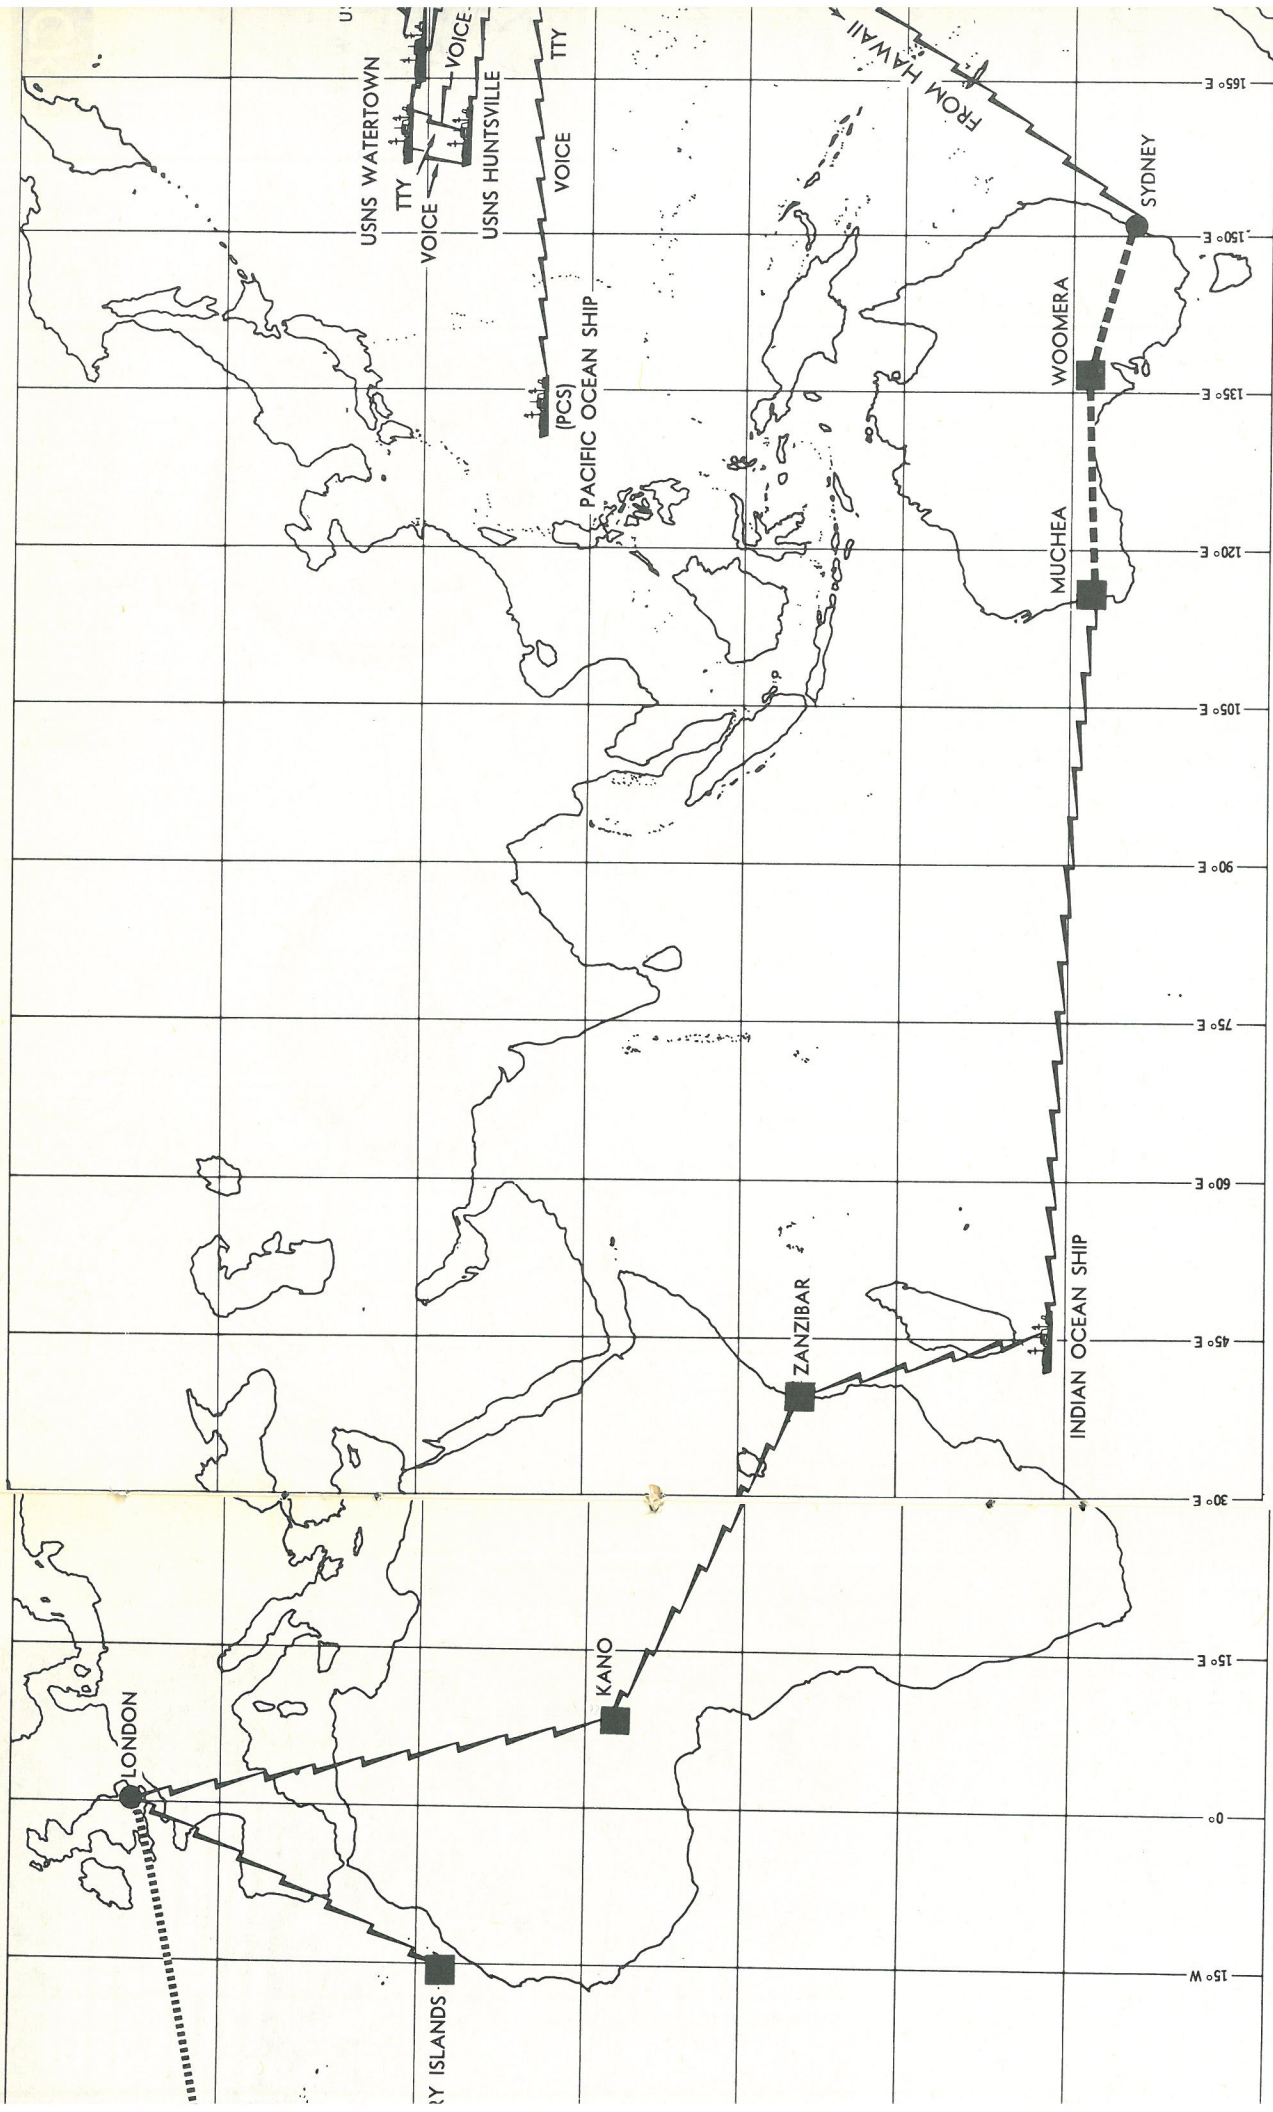 LONDON
RY ISLANDS
KANO
ZANZIBAR
INDIAN OCEAN SHIP
MUCHEA
WOOMERA
SYDNEY
FROM HAWAII
PACIFIC OCEAN SHIP
(PCS)
VOICE
TTY
USNS WATERTOWN
TTY
VOICE
VOICE
USNS HUNTSVILLE
US
15° W
0°
15° E
30° E
45° E
60° E
75° E
90° E
105° E
120° E
135° E
150° E
165° E